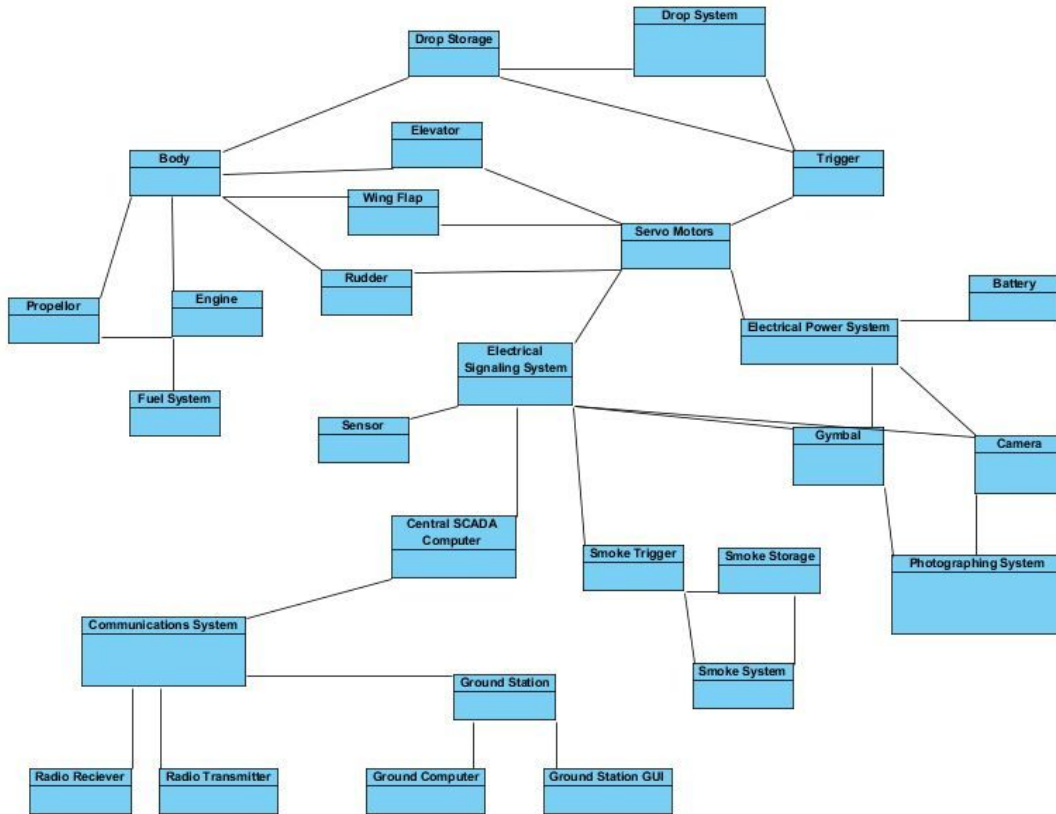 Drop System
Drop Storage
Elevator
Body
Trigger
Wing Flap
Servo Motors
Rudder
Battery
Propellor
Engine
Electrical Power System
Electrical
Signaling System
Fuel System
Sensor
Gymbal
Camera
Central SCADA
Computer
Smoke Trigger
Smoke Storage
Photographing System
Communications System
Smoke System
Ground Station
Radio Reciever
Radio Transmitter
Ground Computer
Ground Station GUI